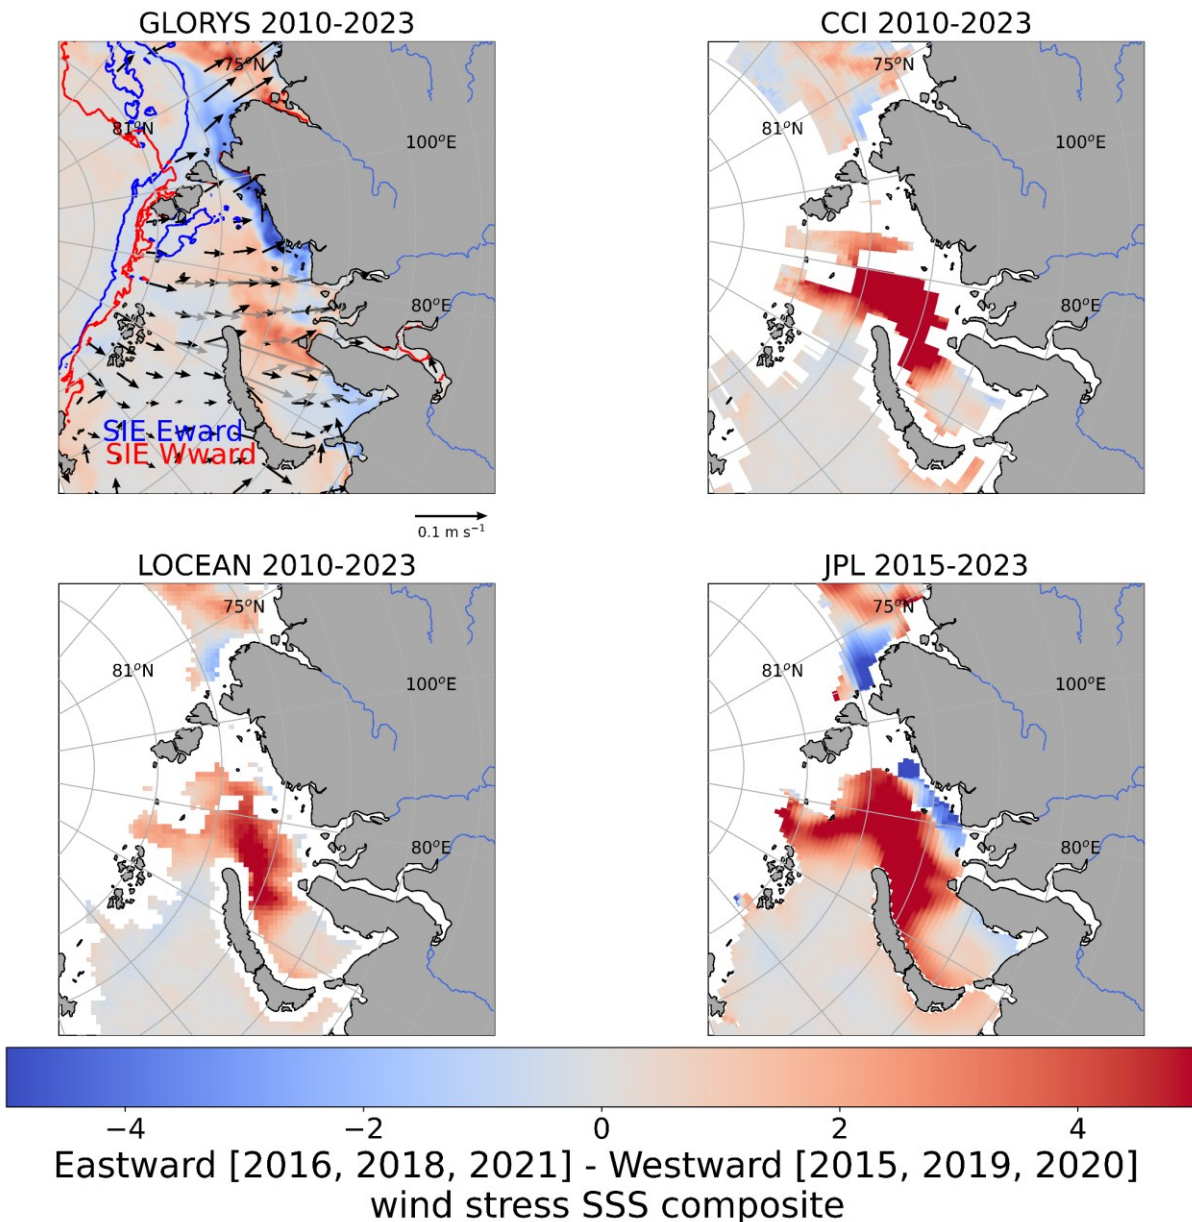 GLORYS 2010-2023
CCI 2010-2023
75°N
81°N
100°E
80°E
SIE Eward
SIE Wward
75°N
81°N
100°E
80°E
0.1 m s⁻¹
LOCEAN 2010-2023
JPL 2015-2023
75°N
81°N
100°E
80°E
75°N
81°N
100°E
80°E
−4 −2 0 2 4
Eastward [2016, 2018, 2021] - Westward [2015, 2019, 2020]
wind stress SSS composite